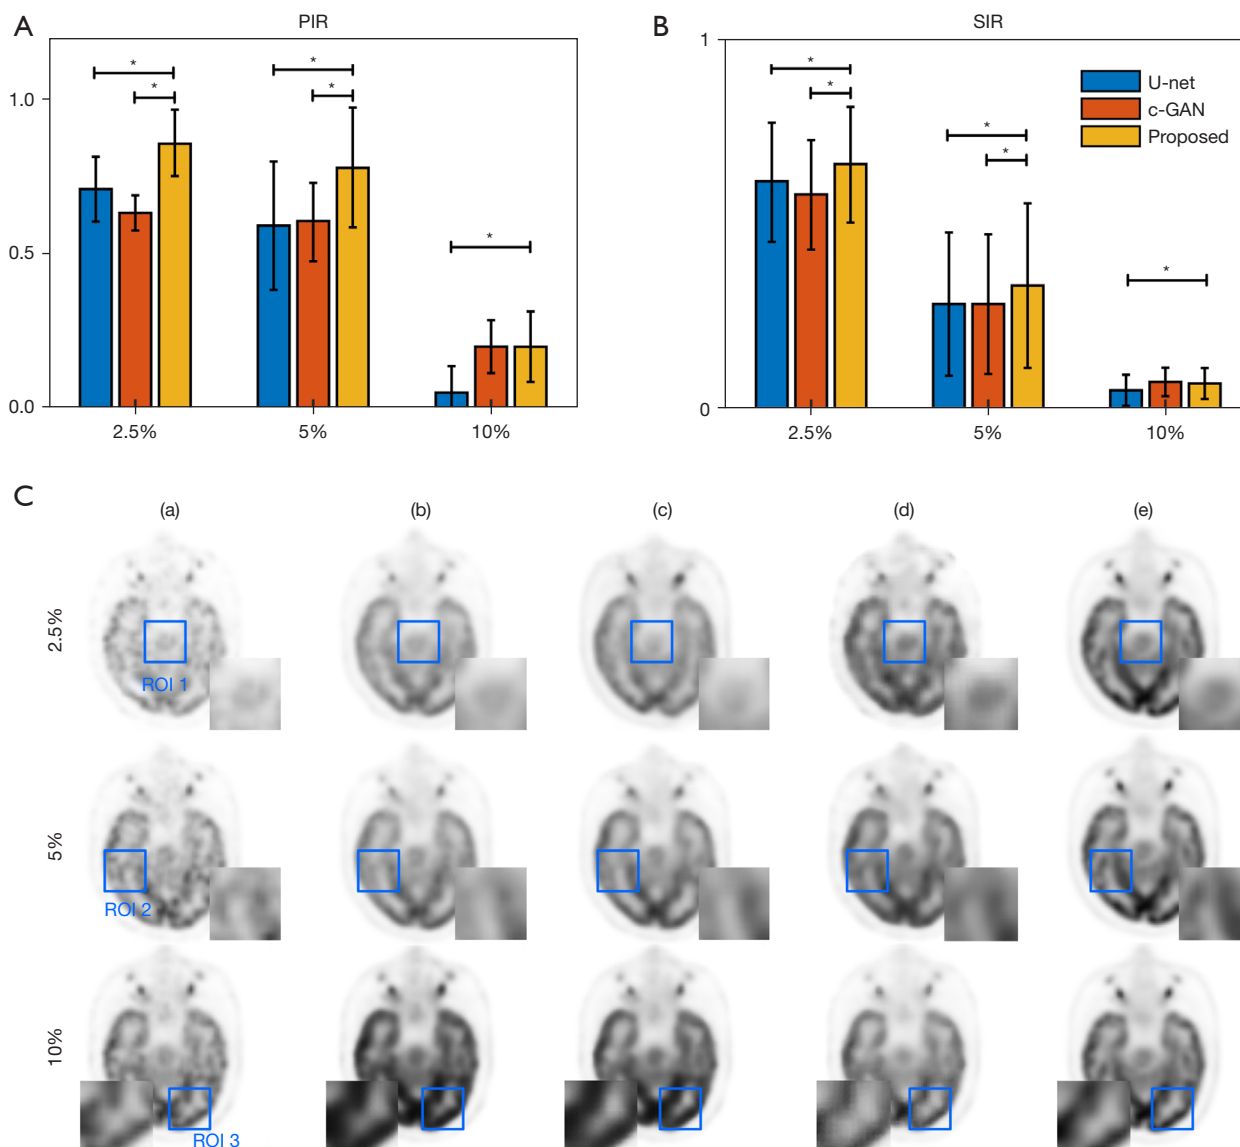 A
PIR
*
*
*
*
*
1.0
0.5
0.0
2.5%
5%
10%
B
SIR
1
*
*
*
*
*
U-net
c-GAN
Proposed
0
2.5%
5%
10%
C
(a)
(b)
(c)
(d)
(e)
2.5%
ROI 1
5%
ROI 2
10%
ROI 3